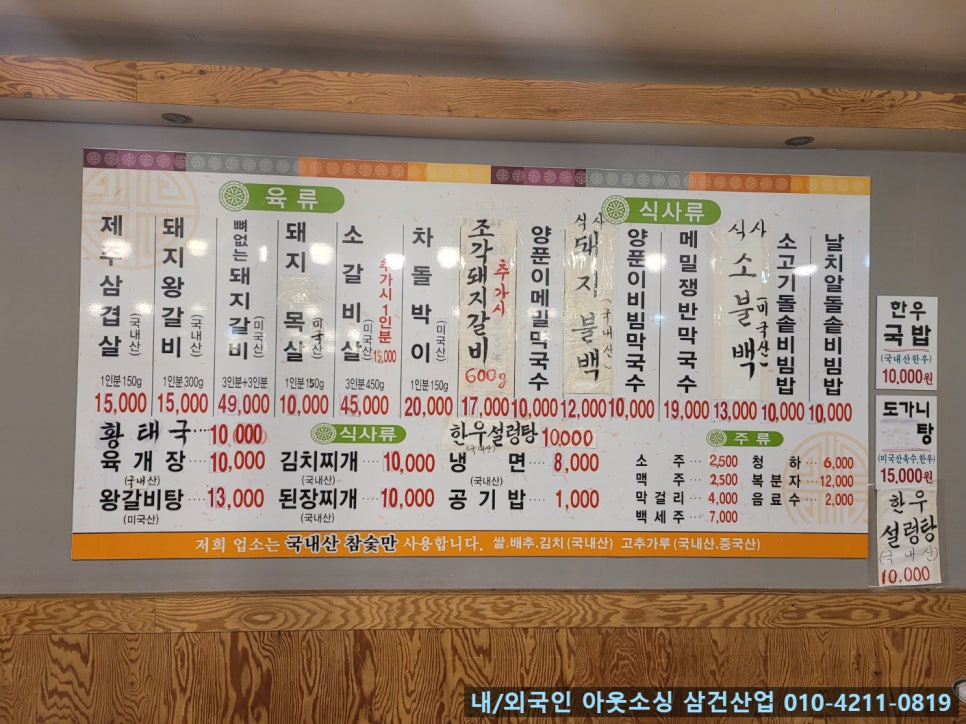 육류
제주삼겹살 (국내산) 1인분150g 15,000
돼지왕갈비 (국내산) 1인분300g 15,000
뼈없는돼지갈비 (미국산) 3인분+3인분 49,000
돼지목살 (미국산) 1인분150g 10,000
소갈비살 (미국산) 추가시 1인분 15,000 3인분450g 45,000
차돌박이 (미국산) 1인분150g 20,000
조각돼지갈비 추가시 600g 17,000
식사류
양푼이메밀막국수 10,000
식사 돼지불백 (국내산) 12,000
양푼이비빔막국수 10,000
메밀쟁반막국수 19,000
식사 소불백 (미국산) 13,000
소고기돌솥비빔밥 10,000
날치알돌솥비빔밥 10,000
황태국 10,000
육개장 10,000
(국내산)
왕갈비탕 13,000
(미국산)
식사류
김치찌개 10,000
(국내산)
된장찌개 10,000
(국내산)
한우설렁탕 10,000
(국내산)
냉면 8,000
공기밥 1,000
주류
소주 2,500
맥주 2,500
막걸리 4,000
백세주 7,000
청하 6,000
복분자 12,000
음료수 2,000
저희 업소는 국내산 참숯만 사용합니다. 쌀.배추.김치(국내산) 고추가루(국내산.중국산)
한우
국밥
(국내산한우)
10,000원
도가니
탕
(미국산육수.한우)
15,000원
한우
설렁탕
(국내산)
10.000
내/외국인 아웃소싱 삼건산업 010-4211-0819